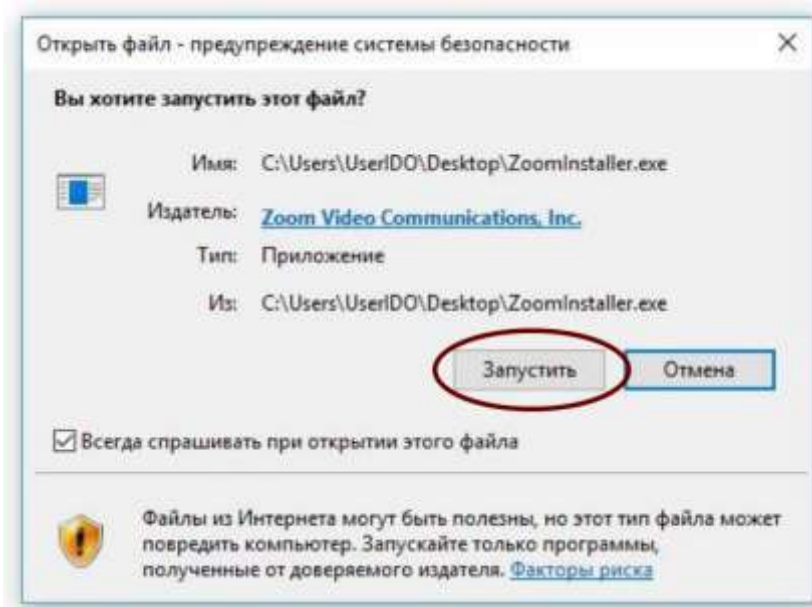 Открыть файл - предупреждение системы безопасности
Вы хотите запустить этот файл?
Имя: C:\Users\UserIDO\Desktop\ZoomInstaller.exe
Издатель: Zoom Video Communications, Inc.
Тип: Приложение
Из: C:\Users\UserIDO\Desktop\ZoomInstaller.exe
Запустить Отмена
Всегда спрашивать при открытии этого файла
Файлы из Интернета могут быть полезны, но этот тип файла может
повредить компьютер. Запускайте только программы,
полученные от доверяемого издателя. Факторы риска